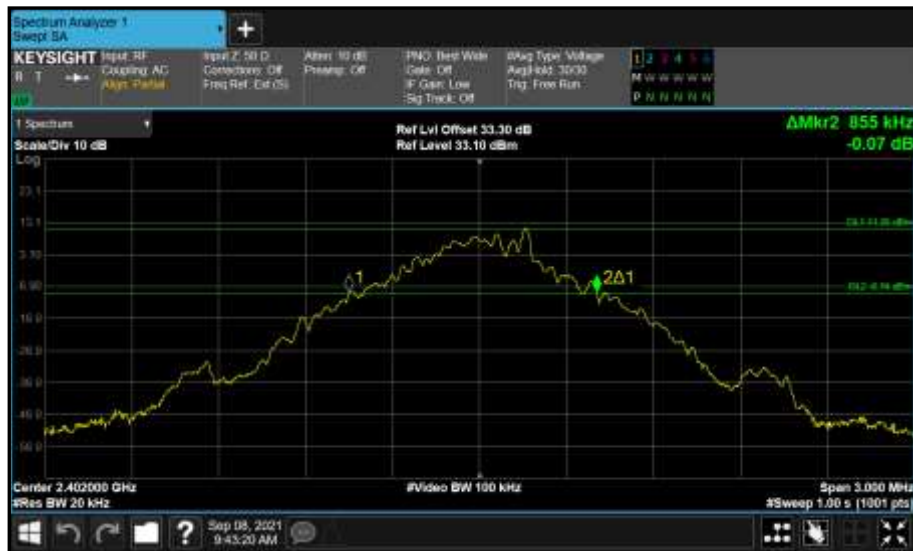 Spectrum Analyzer 1
Swept SA
+
KEYSIGHT
R T
Input: RF
Coupling: AC
Align: Partial
Input Z: 50 Ω
Corrections: Off
Freq Ref: Ext (S)
Atten: 10 dB
Preamp: Off
PNO: Best Wide
Gate: Off
IF Gain: Low
Sig Track: Off
#Avg Type: Voltage
Avg|Hold: 30/30
Trig: Free Run
1 2 3 4 5 6
M W W W W W
P N N N N N
1 Spectrum
Scale/Div 10 dB
Ref Lvl Offset 33.30 dB
Ref Level 33.10 dBm
ΔMkr2 855 kHz
-0.07 dB
Log
23.1
13.1
3.10
-6.90
-16.9
-26.9
-36.9
-46.9
-56.9
1
2Δ1
Center 2.402000 GHz
#Res BW 20 kHz
#Video BW 100 kHz
Span 3.000 MHz
#Sweep 1.00 s (1001 pts)
?
Sep 08, 2021
9:43:20 AM